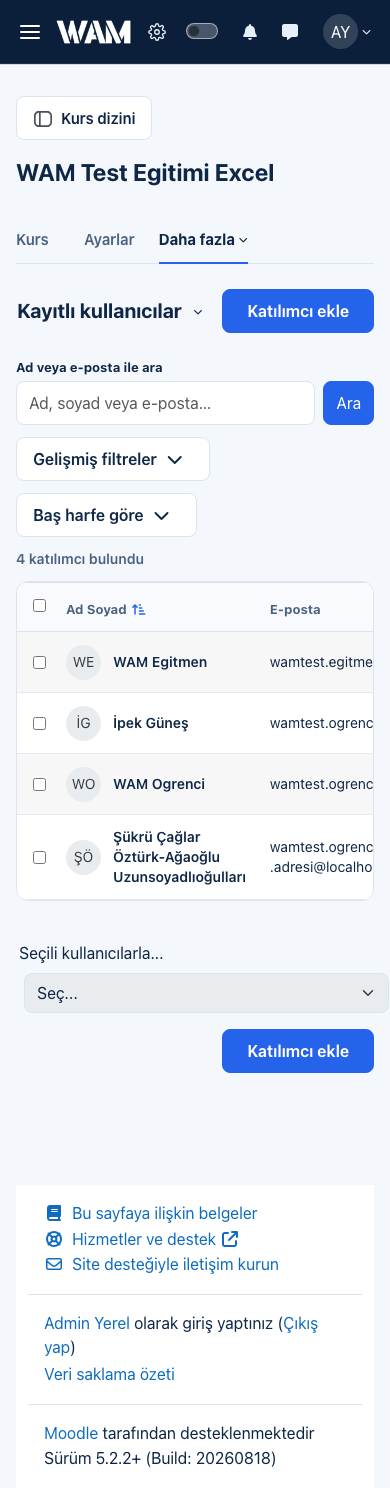 WAM
AY
Kurs dizini
WAM Test Egitimi Excel
Kurs Ayarlar Daha fazla
Kayıtlı kullanıcılar Katılımcı ekle
Ad veya e-posta ile ara
Ad, soyad veya e-posta... Ara
Gelişmiş filtreler
Baş harfe göre
4 katılımcı bulundu
Ad Soyad E-posta
WE WAM Egitmen wamtest.egitme
İG İpek Güneş wamtest.ogrenc
WO WAM Ogrenci wamtest.ogrenc
ŞÖ Şükrü Çağlar Öztürk-Ağaoğlu Uzunsoyadlıoğulları wamtest.ogrenc .adresi@localho
Seçili kullanıcılarla...
Seç...
Katılımcı ekle
Bu sayfaya ilişkin belgeler
Hizmetler ve destek
Site desteğiyle iletişim kurun
Admin Yerel olarak giriş yaptınız (Çıkış
yap)
Veri saklama özeti
Moodle tarafından desteklenmektedir
Sürüm 5.2.2+ (Build: 20260818)